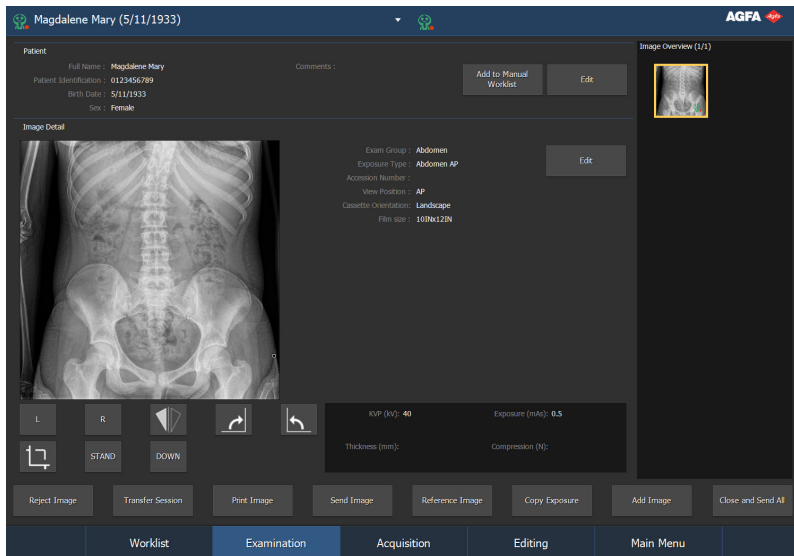 Magdalene Mary (5/11/1933)
AGFA
Agfa
Patient
Full Name : Magdalene Mary
Comments :
Patient Identification : 0123456789
Birth Date : 5/11/1933
Sex : Female
Add to Manual
Worklist
Edit
Image Overview (1/1)
Image Detail
Exam Group : Abdomen
Exposure Type : Abdomen AP
Accession Number :
View Position : AP
Cassette Orientation: Landscape
Film size : 10INx12IN
Edit
L
R
STAND
DOWN
KVP (kV): 40
Exposure (mAs): 0.5
Thickness (mm):
Compression (N):
Reject Image
Transfer Session
Print Image
Send Image
Reference Image
Copy Exposure
Add Image
Close and Send All
Worklist
Examination
Acquisition
Editing
Main Menu